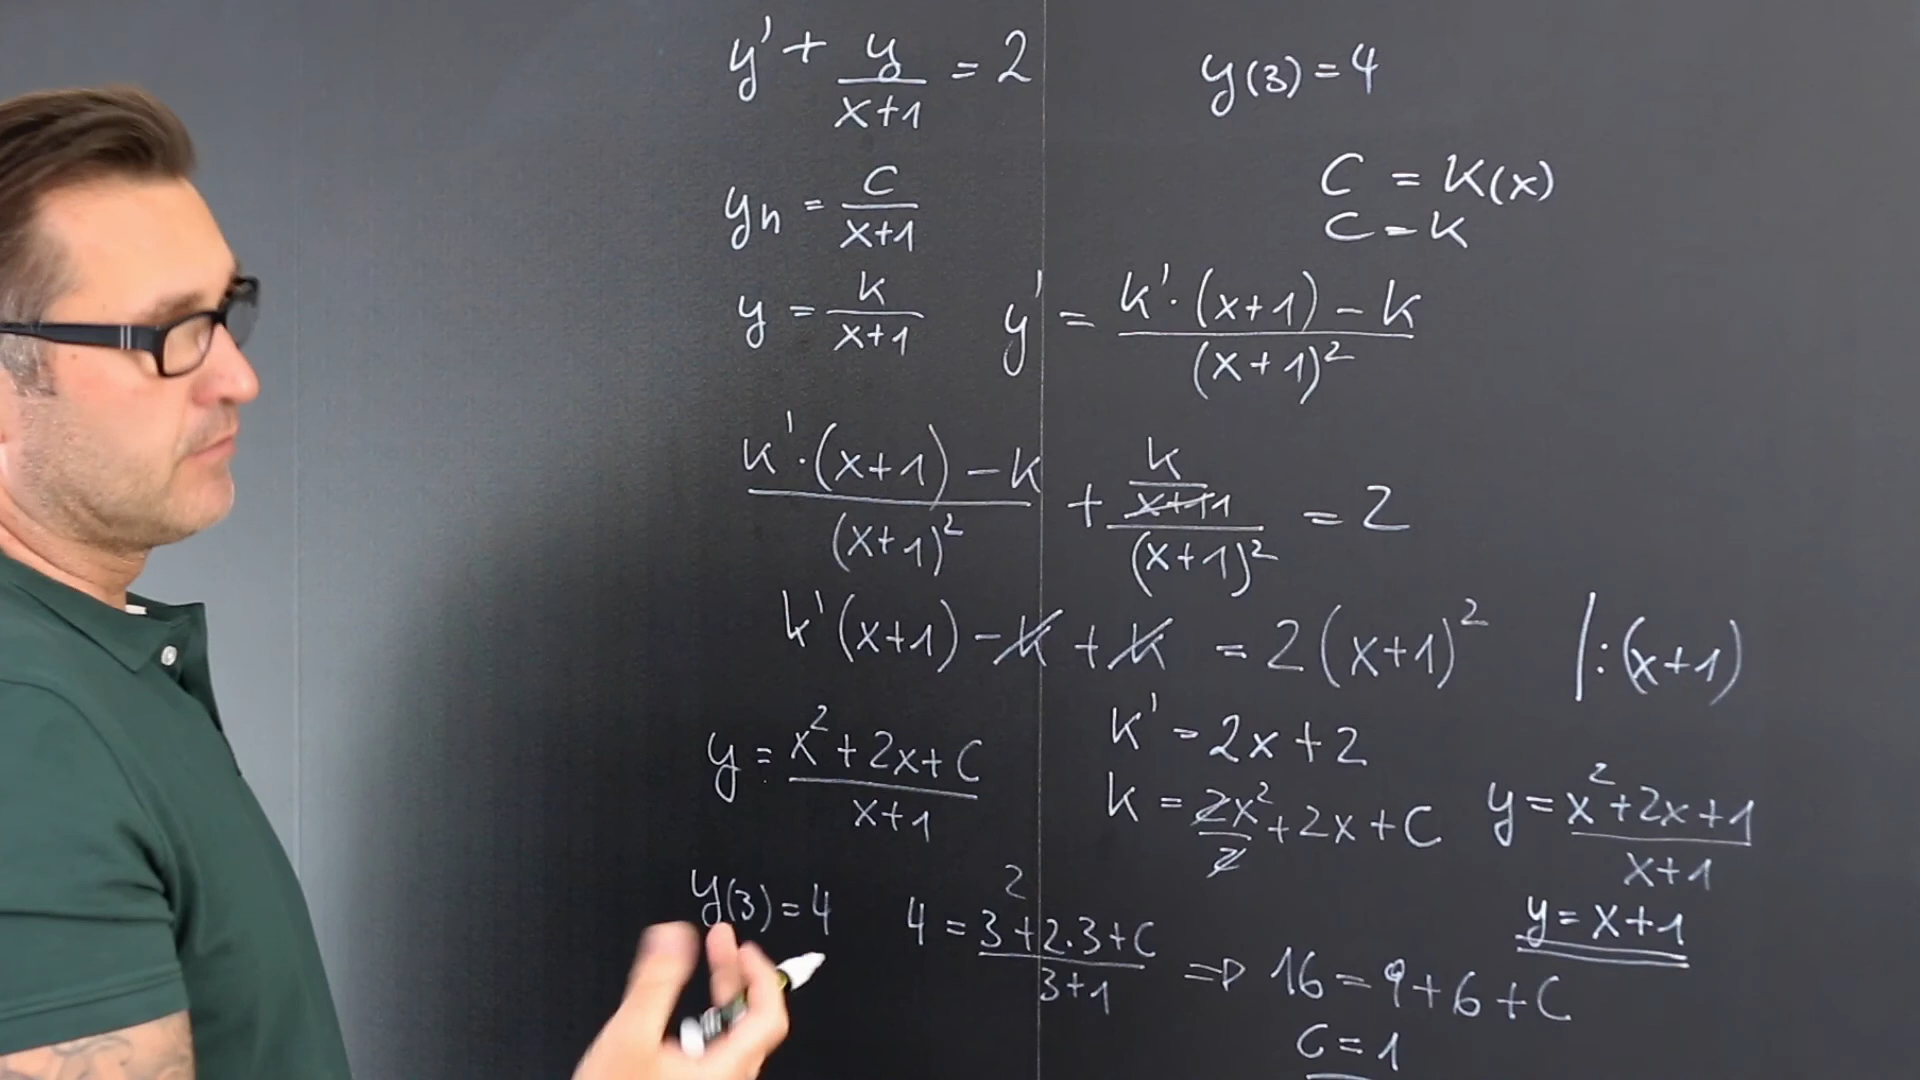 y' + y/(x+1) = 2    y(3) = 4
C = K(x)
yₙ = C/(x+1)    C = K
y = K/(x+1)    y' = (K'·(x+1) - K)/(x+1)²
(K'·(x+1) - K)/(x+1)² + (K/(x+1))/(x+1)² = 2
K'(x+1) - K + K = 2(x+1)²    |:(x+1)
K' = 2x+2
y = (x²+2x+C)/(x+1)    K = 2x²/2 + 2x + C    y = (x²+2x+1)/(x+1)
y(3) = 4    4 = (3²+2.3+C)/(3+1) ⇒ 16 = 9+6+C    y = x+1
C = 1